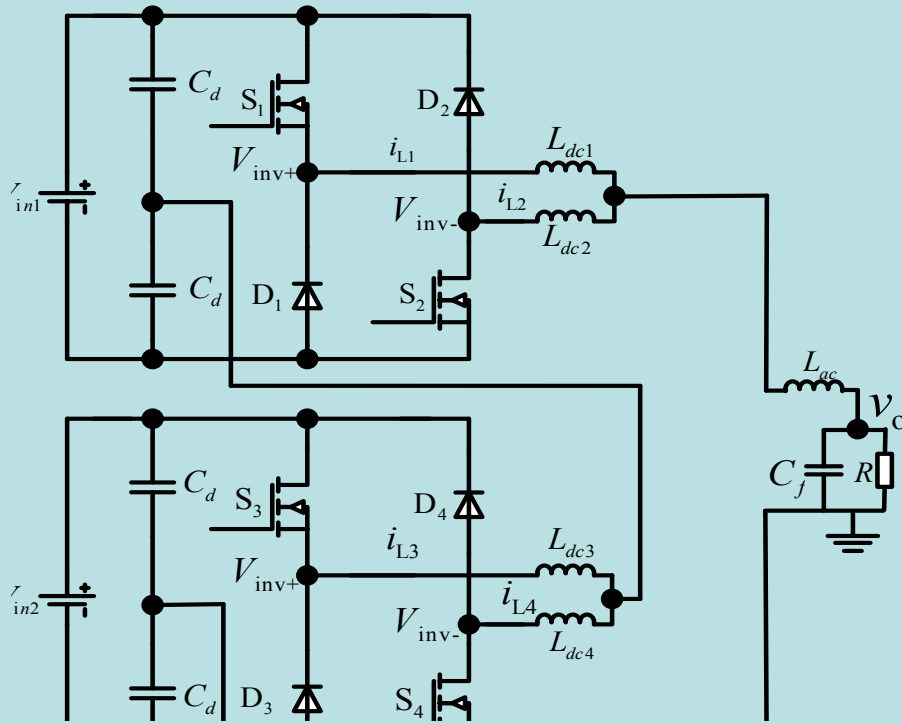 C_d
S_1
D_2
L_dc1
i_L1
V_inv+
V_in1
i_L2
V_inv-
L_dc2
C_d
D_1
S_2
L_ac
v_o
C_d
S_3
D_4
C_f
R
i_L3
L_dc3
V_inv+
V_in2
i_L4
V_inv-
L_dc4
C_d
D_3
S_4